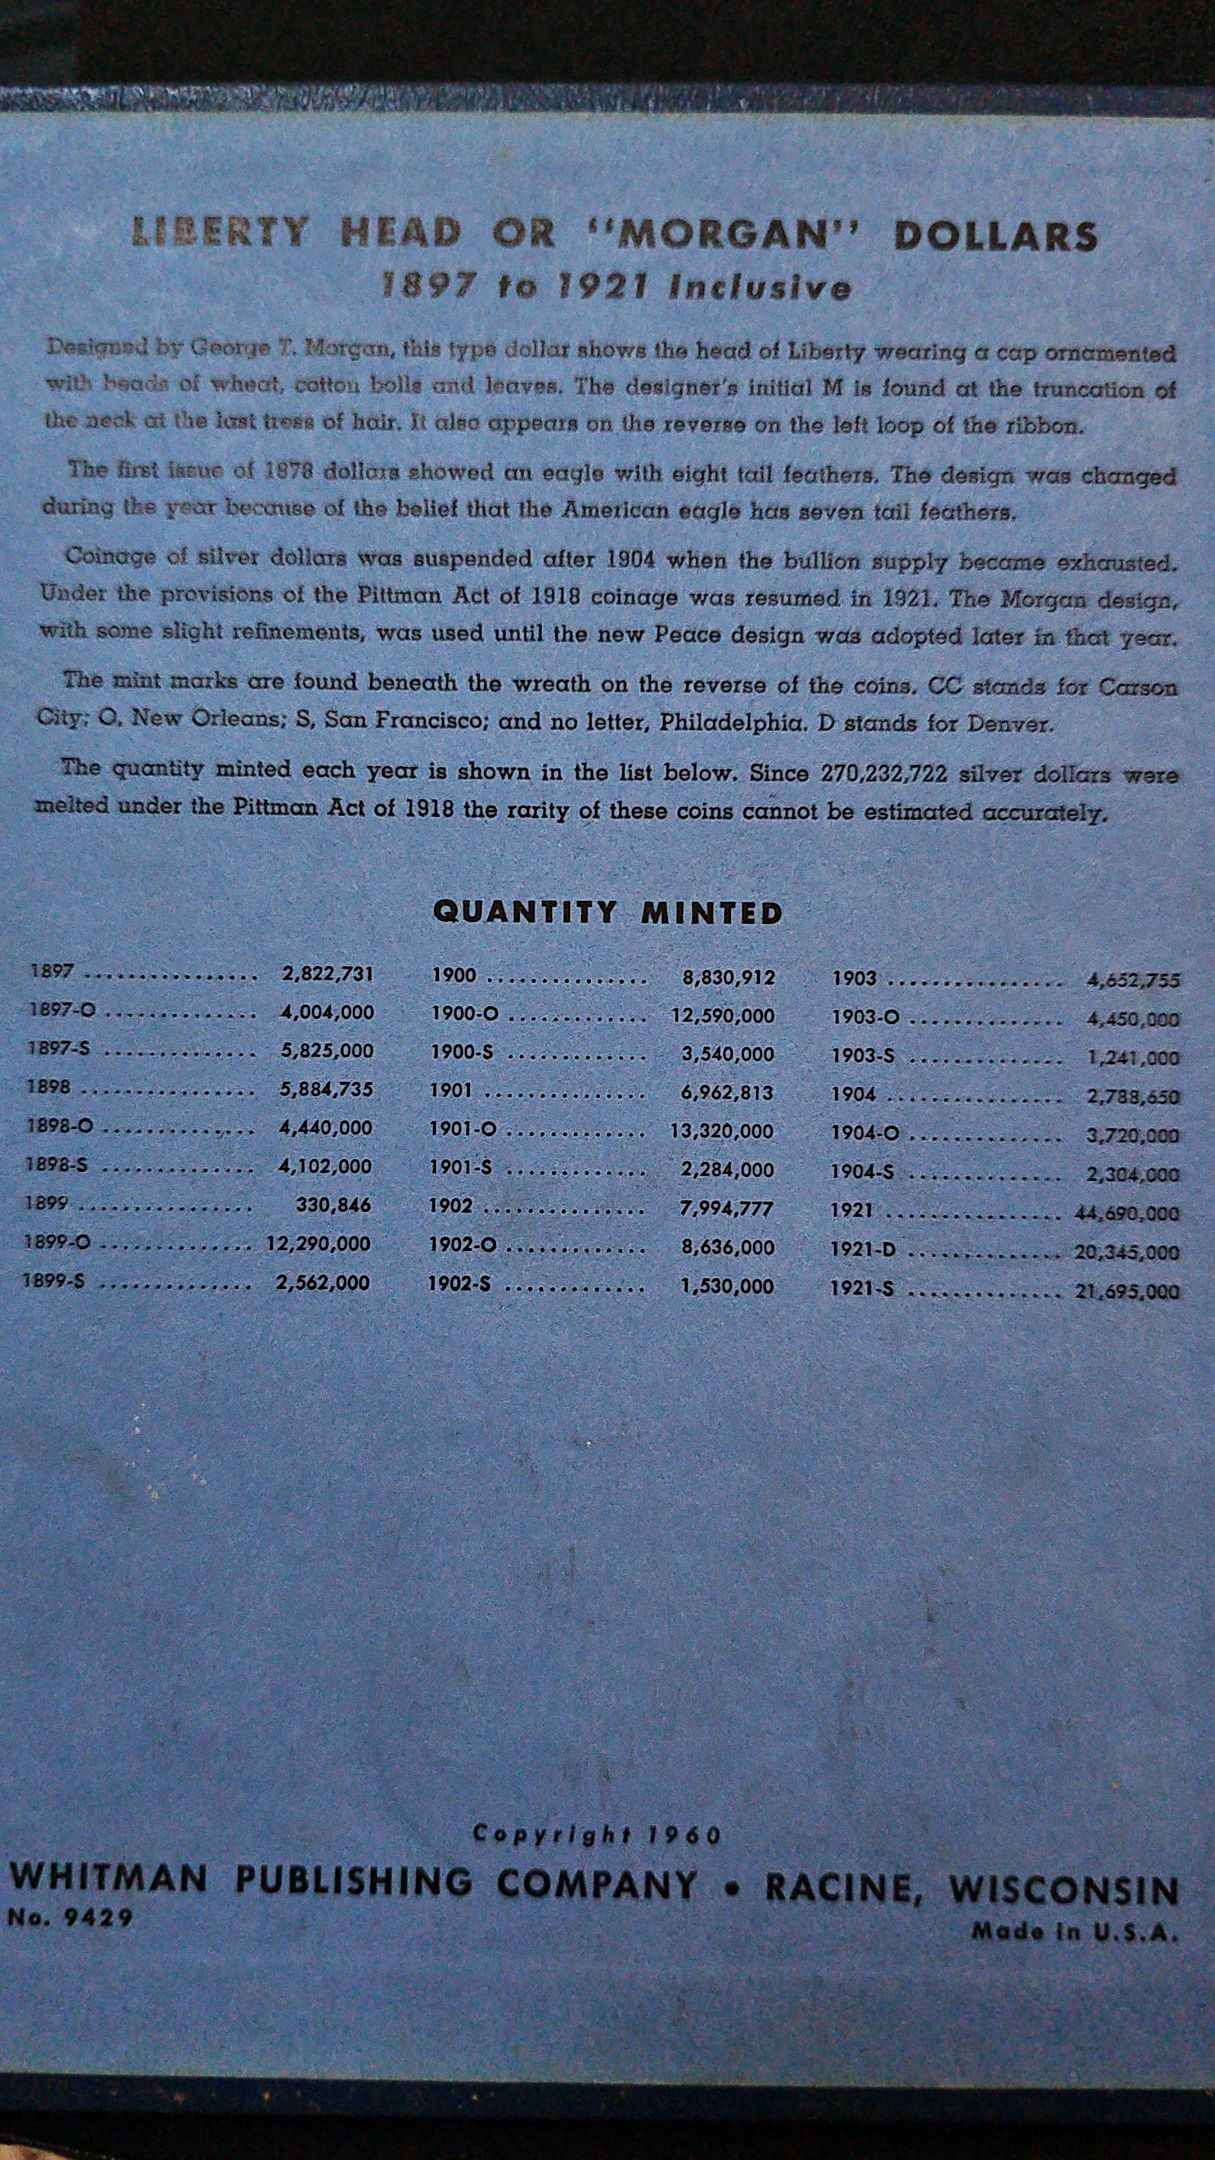 LIBERTY HEAD OR "MORGAN" DOLLARS
1897 to 1921 Inclusive
Designed by George T. Morgan, this type dollar shows the head of Liberty wearing a cap ornamented
with heads of wheat, cotton bolls and leaves. The designer's initial M is found at the truncation of
the neck at the last tress of hair. It also appears on the reverse on the left loop of the ribbon.
The first issue of 1878 dollars showed an eagle with eight tail feathers. The design was changed
during the year because of the belief that the American eagle has seven tail feathers.
Coinage of silver dollars was suspended after 1904 when the bullion supply became exhausted.
Under the provisions of the Pittman Act of 1918 coinage was resumed in 1921. The Morgan design,
with some slight refinements, was used until the new Peace design was adopted later in that year.
The mint marks are found beneath the wreath on the reverse of the coins. CC stands for Carson
City; O, New Orleans; S, San Francisco; and no letter, Philadelphia. D stands for Denver.
The quantity minted each year is shown in the list below. Since 270,232,722 silver dollars were
melted under the Pittman Act of 1918 the rarity of these coins cannot be estimated accurately.
QUANTITY MINTED
1897 ................ 2,822,731
1897-O .............. 4,004,000
1897-S .............. 5,825,000
1898 ................ 5,884,735
1898-O .............. 4,440,000
1898-S .............. 4,102,000
1899 ................ 330,846
1899-O .............. 12,290,000
1899-S .............. 2,562,000
1900 ............... 8,830,912
1900-O ............. 12,590,000
1900-S ............. 3,540,000
1901 ............... 6,962,813
1901-O ............. 13,320,000
1901-S ............. 2,284,000
1902 ............... 7,994,777
1902-O ............. 8,636,000
1902-S ............. 1,530,000
1903 ................ 4,652,755
1903-O .............. 4,450,000
1903-S .............. 1,241,000
1904 ................ 2,788,650
1904-O .............. 3,720,000
1904-S .............. 2,304,000
1921 ................ 44,690,000
1921-D .............. 20,345,000
1921-S .............. 21,695,000
Copyright 1960
WHITMAN PUBLISHING COMPANY • RACINE, WISCONSIN
No. 9429
Made in U.S.A.